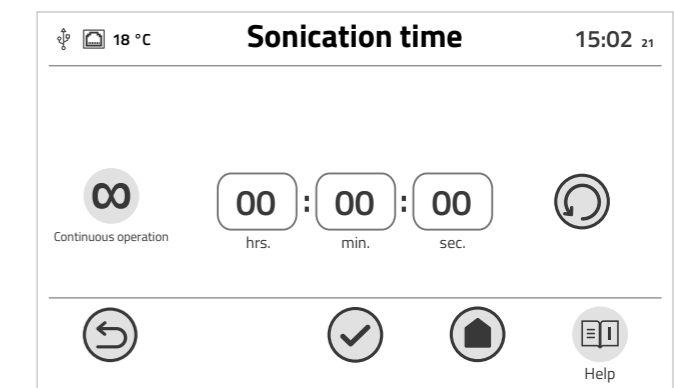 18 °C Sonication time 15:02 21
∞
00 : 00 : 00
Continuous operation hrs. min. sec.
Help